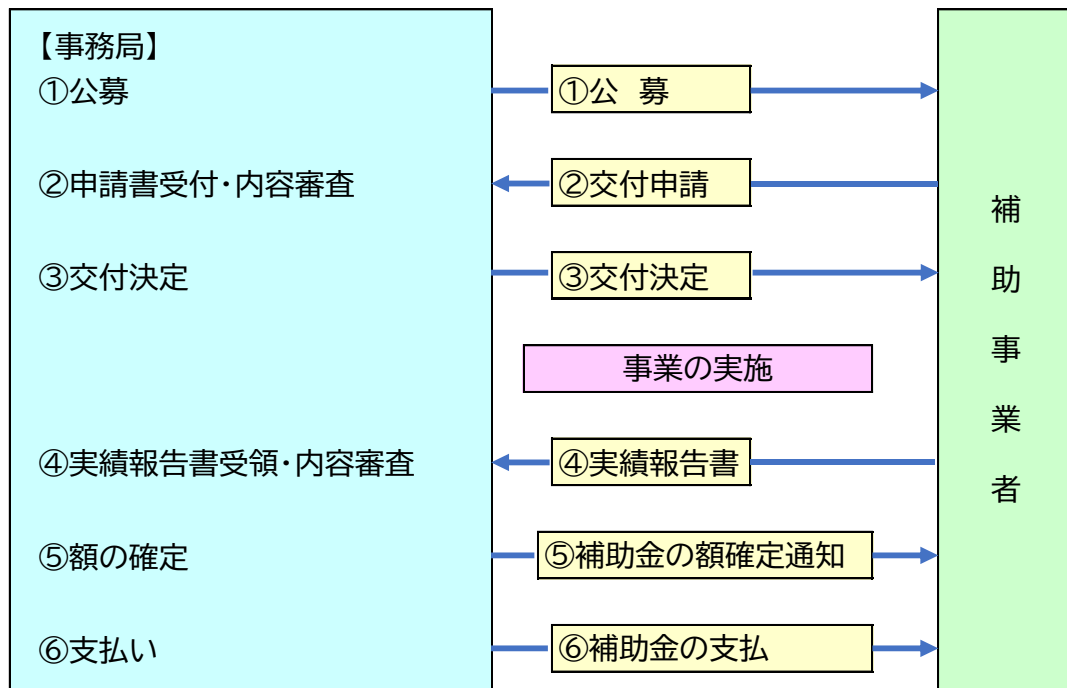 【事務局】
①公募
①公 募
②申請書受付・内容審査
②交付申請
③交付決定
③交付決定
事業の実施
④実績報告書受領・内容審査
④実績報告書
⑤額の確定
⑤補助金の額確定通知
⑥支払い
⑥補助金の支払
補助事業者